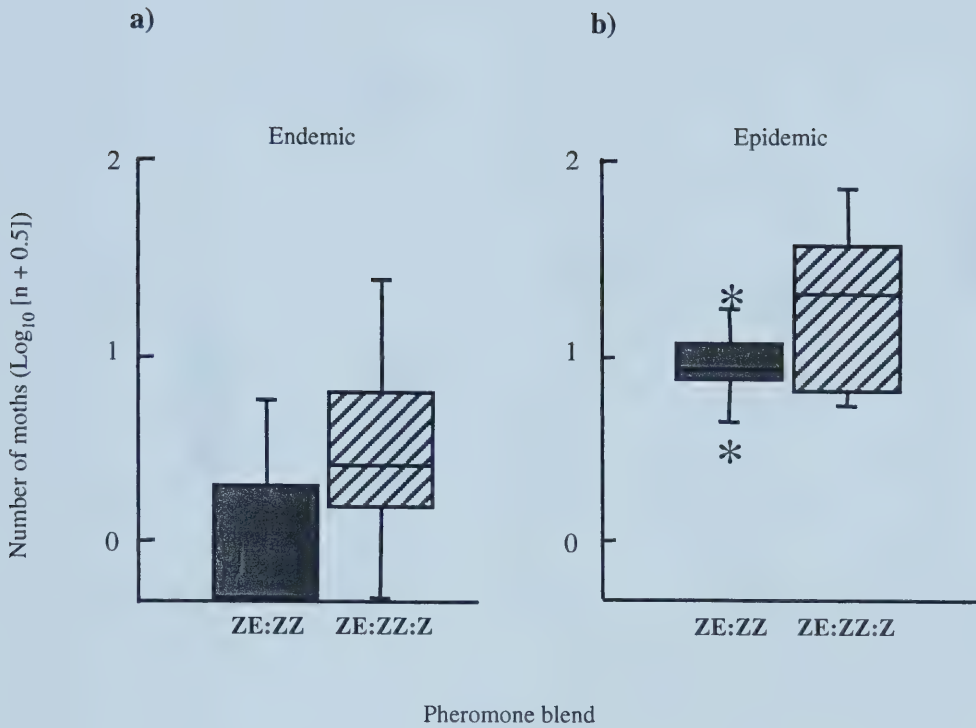 a)
b)
Endemic
Epidemic
Number of moths (Log10 [n + 0.5])
2
1
0
2
1
0
*
*
ZE:ZZ ZE:ZZ:Z
ZE:ZZ ZE:ZZ:Z
Pheromone blend